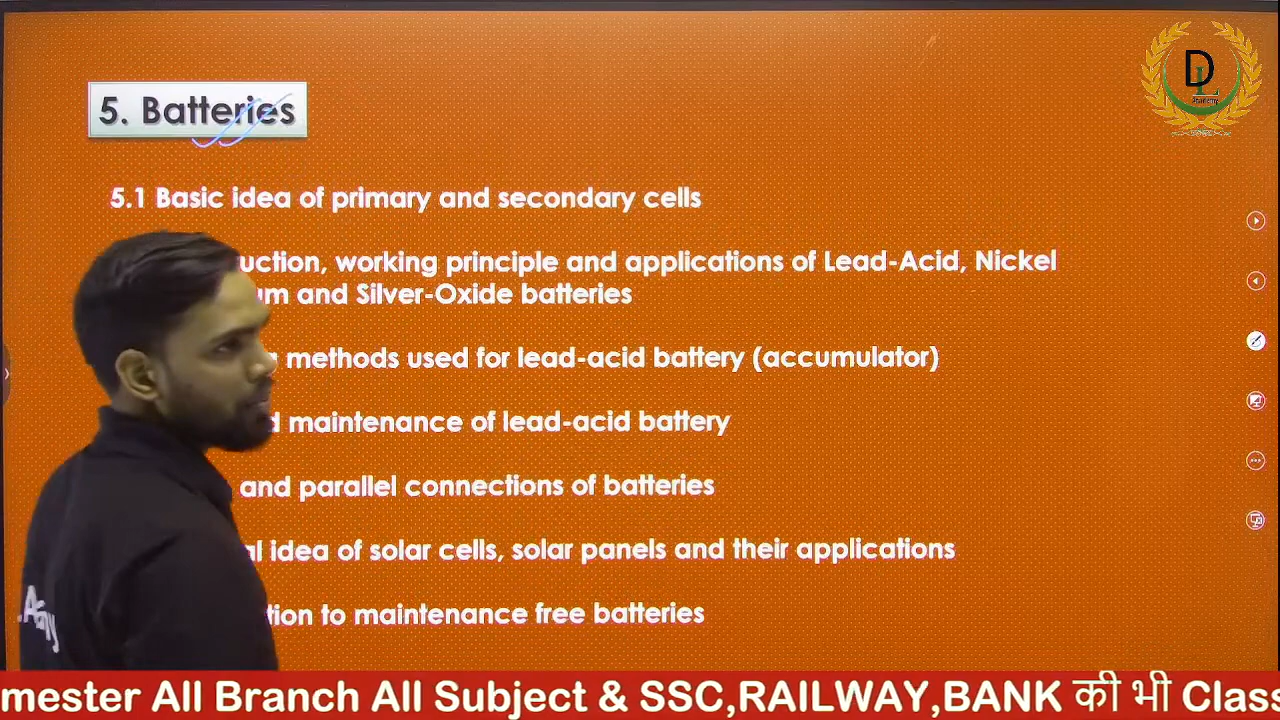 5. Batteries
DL
Academy
5.1 Basic idea of primary and secondary cells
uction, working principle and applications of Lead-Acid, Nickel
um and Silver-Oxide batteries
methods used for lead-acid battery (accumulator)
d maintenance of lead-acid battery
and parallel connections of batteries
al idea of solar cells, solar panels and their applications
tion to maintenance free batteries
mester All Branch All Subject & SSC,RAILWAY,BANK की भी Class